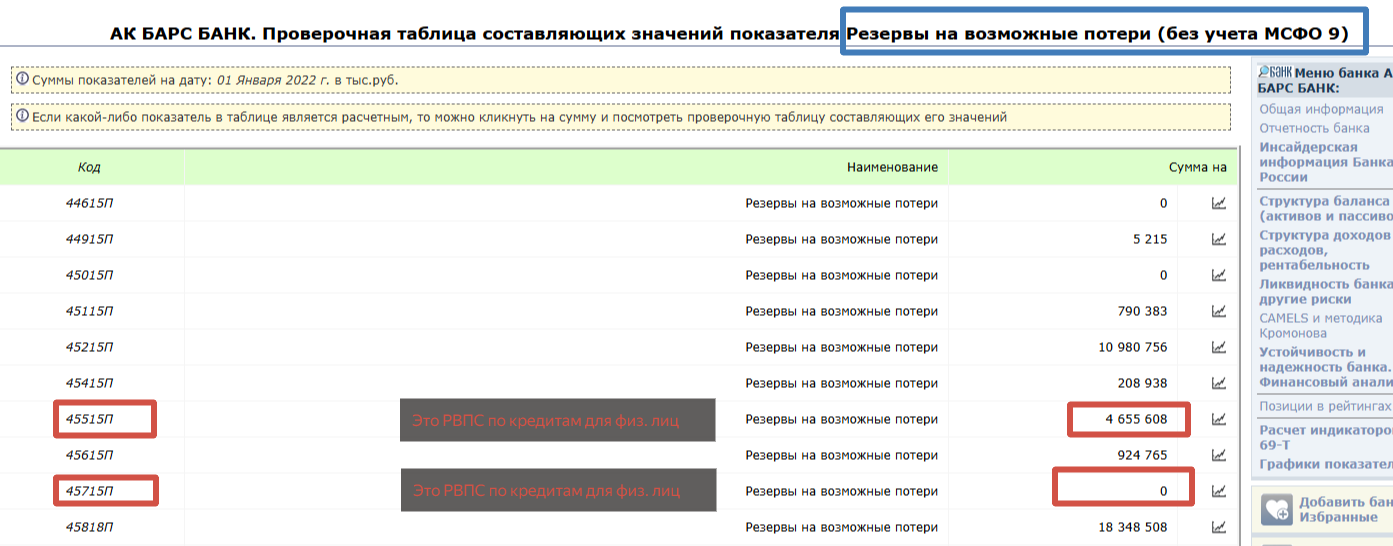 АК БАРС БАНК. Проверочная таблица составляющих значений показателя Резервы на возможные потери (без учета МСФО 9)
Суммы показателей на дату: 01 Января 2022 г. в тыс.руб.
Если какой-либо показатель в таблице является расчетным, то можно кликнуть на сумму и посмотреть проверочную таблицу составляющих его значений
Код Наименование Сумма на
44615П Резервы на возможные потери 0
44915П Резервы на возможные потери 5 215
45015П Резервы на возможные потери 0
45115П Резервы на возможные потери 790 383
45215П Резервы на возможные потери 10 980 756
45415П Резервы на возможные потери 208 938
45515П Это РВПС по кредитам для физ. лиц Резервы на возможные потери 4 655 608
45615П Резервы на возможные потери 924 765
45715П Это РВПС по кредитам для физ. лиц Резервы на возможные потери 0
45818П Резервы на возможные потери 18 348 508
БАНК Меню банка А
БАРС БАНК:
Общая информация
Отчетность банка
Инсайдерская
информация Банка
России
Структура баланса
(активов и пассиво
Структура доходов
расходов,
рентабельность
Ликвидность банка
другие риски
CAMELS и методика
Кромонова
Устойчивость и
надежность банка.
Финансовый анали
Позиции в рейтингах
Расчет индикаторо
69-Т
Графики показател
Добавить бан
Избранные